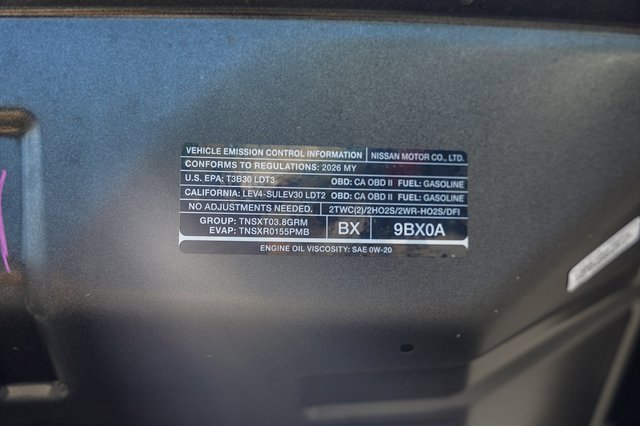 VEHICLE EMISSION CONTROL INFORMATION NISSAN MOTOR CO., LTD.
CONFORMS TO REGULATIONS: 2026 MY
U.S. EPA: T3B30 LDT3 OBD: CA OBD II FUEL: GASOLINE
CALIFORNIA: LEV4-SULEV30 LDT2 OBD: CA OBD II FUEL: GASOLINE
NO ADJUSTMENTS NEEDED. 2TWC(2)/2HO2S/2WR-HO2S/DFI
GROUP: TNSXT03.8GRM
EVAP: TNSXR0155PMB
BX 9BX0A
ENGINE OIL VISCOSITY: SAE 0W-20